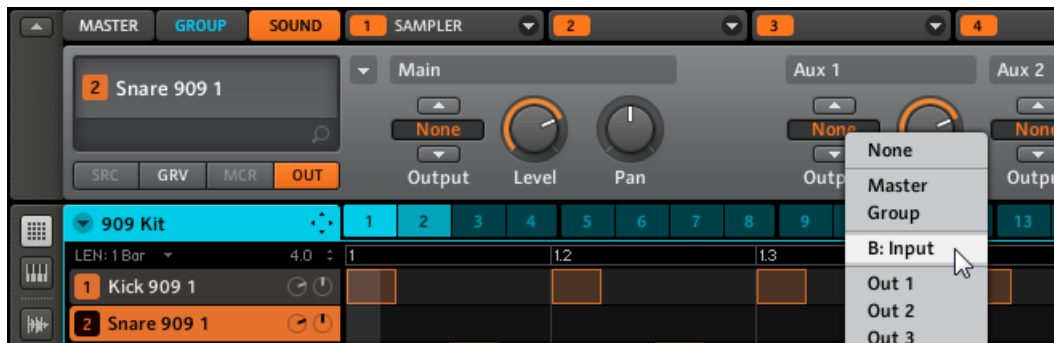 MASTER GROUP SOUND 1 SAMPLER 2 3 4
2 Snare 909 1
Main Aux 1 Aux 2
None None Non
Output Level Pan Outp Outpu
SRC GRV MCR OUT
None
Master
Group
B: Input
Out 1
Out 2
Out 3
909 Kit 1 2 3 4 5 6 7 8 9 13
LEN: 1 Bar 4.0 1 1.2 1.3
1 Kick 909 1
2 Snare 909 1